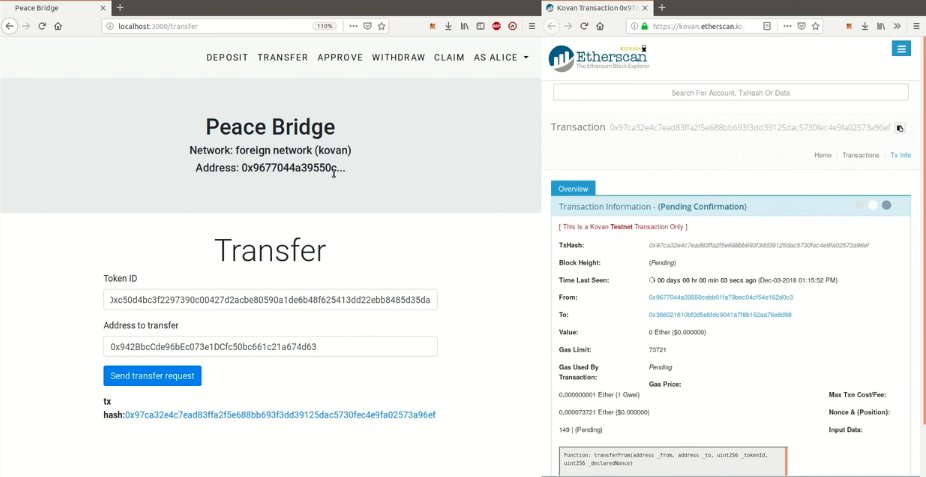 Peace Bridge
localhost:3000/transfer
110%
DEPOSIT TRANSFER APPROVE WITHDRAW CLAIM AS ALICE
Peace Bridge
Network: foreign network (kovan)
Address: 0x9677044a39550c...
Transfer
Token ID
0xc50d4bc3f2297390c00427d2acbe80590a1de6b48f625413dd22ebb8485d35da
Address to transfer
0x942BbcCde96bEc073e1DCfc50bc661c21a674d63
Send transfer request
tx
hash:0x97ca32e4c7ead83ffa2f5e688bb693f3dd39125dac5730fec4e9fa02573a96ef
Kovan Transaction 0x97
https://kovan.etherscan.io
KOVAN
Etherscan
The Ethereum Block Explorer
Search For Account, TxHash Or Data
Transaction 0x97ca32e4c7ead83ffa2f5e688bb693f3dd39125dac5730fec4e9fa02573a96ef
Home Transactions Tx Info
Overview
Transaction Information - (Pending Confirmation)
[ This is a Kovan Testnet Transaction Only ]
TxHash: 0x97ca32e4c7ead83ffa2f5e688bb693f3dd39125dac5730fec4e9fa02573a96ef
Block Height: (Pending)
Time Last Seen: 00 days 00 hr 00 min 03 secs ago (Dec-03-2018 01:15:52 PM)
From:
To:
Value: 0 Ether ($0.000000)
Gas Limit: 73721
Gas Used By Pending
Transaction:
Gas Price:
0.000000001 Ether (1 Gwei) Max Txn Cost/Fee:
0.000073721 Ether ($0.000000) Nonce & (Position):
149 | (Pending) Input Data:
Function: transferFrom(address _from, address _to, uint256 _tokenId,
uint256 _declaredNonce)